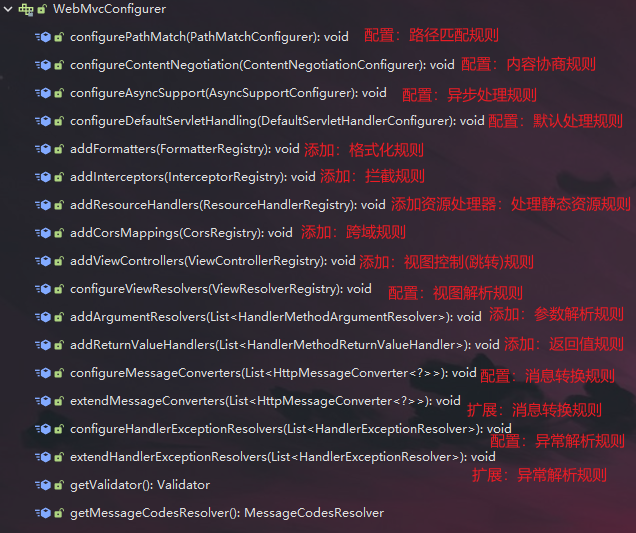 WebMvcConfigurer
configurePathMatch(PathMatchConfigurer): void 配置：路径匹配规则
configureContentNegotiation(ContentNegotiationConfigurer): void 配置：内容协商规则
configureAsyncSupport(AsyncSupportConfigurer): void 配置：异步处理规则
configureDefaultServletHandling(DefaultServletHandlerConfigurer): void 配置：默认处理规则
addFormatters(FormatterRegistry): void 添加：格式化规则
addInterceptors(InterceptorRegistry): void 添加：拦截规则
addResourceHandlers(ResourceHandlerRegistry): void 添加资源处理器：处理静态资源规则
addCorsMappings(CorsRegistry): void 添加：跨域规则
addViewControllers(ViewControllerRegistry): void 添加：视图控制(跳转)规则
configureViewResolvers(ViewResolverRegistry): void 配置：视图解析规则
addArgumentResolvers(List<HandlerMethodArgumentResolver>): void 添加：参数解析规则
addReturnValueHandlers(List<HandlerMethodReturnValueHandler>): void 添加：返回值规则
configureMessageConverters(List<HttpMessageConverter<?>>): void 配置：消息转换规则
extendMessageConverters(List<HttpMessageConverter<?>>): void 扩展：消息转换规则
configureHandlerExceptionResolvers(List<HandlerExceptionResolver>): void 配置：异常解析规则
extendHandlerExceptionResolvers(List<HandlerExceptionResolver>): void 扩展：异常解析规则
getValidator(): Validator
getMessageCodesResolver(): MessageCodesResolver